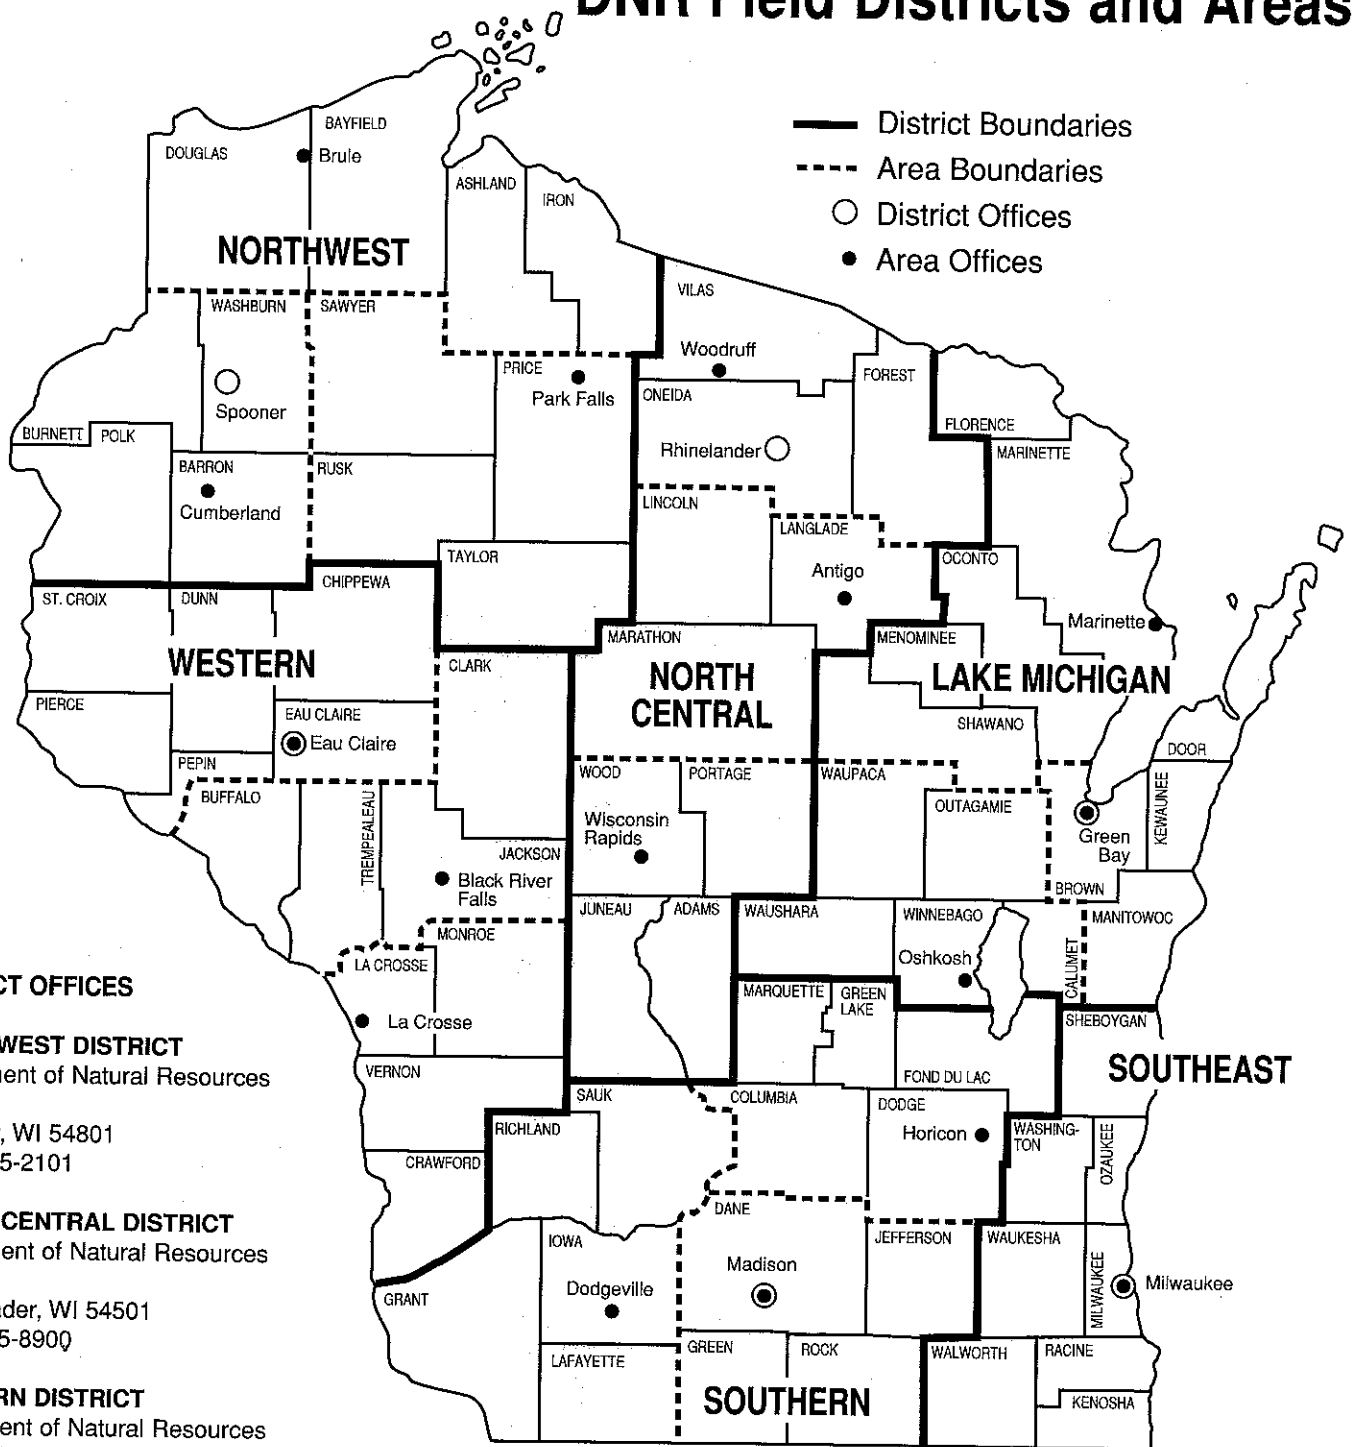 DNR Field Districts and Areas
District Boundaries
Area Boundaries
District Offices
Area Offices
BAYFIELD
DOUGLAS
Brule
ASHLAND
IRON
NORTHWEST
VILAS
WASHBURN
SAWYER
Woodruff
PRICE
FOREST
Park Falls
ONEIDA
Spooner
FLORENCE
BURNETT
POLK
Rhinelander
MARINETTE
BARRON
RUSK
LINCOLN
Cumberland
LANGLADE
TAYLOR
OCONTO
Antigo
CHIPPEWA
ST. CROIX
DUNN
Marinette
MARATHON
MENOMINEE
WESTERN
CLARK
NORTH
CENTRAL
LAKE MICHIGAN
PIERCE
EAU CLAIRE
SHAWANO
Eau Claire
DOOR
PEPIN
WOOD
PORTAGE
WAUPACA
BUFFALO
TREMPEALEAU
OUTAGAMIE
KEWAUNEE
Wisconsin
Rapids
Green
Bay
JACKSON
Black River
Falls
BROWN
JUNEAU
ADAMS
WAUSHARA
WINNEBAGO
MANITOWOC
MONROE
Oshkosh
CALUMET
LA CROSSE
MARQUETTE
GREEN
LAKE
La Crosse
SHEBOYGAN
VERNON
FOND DU LAC
SOUTHEAST
SAUK
COLUMBIA
DODGE
RICHLAND
Horicon
WASHING-
TON
OZAUKEE
CRAWFORD
DANE
IOWA
JEFFERSON
WAUKESHA
Madison
MILWAUKEE
Milwaukee
Dodgeville
GRANT
GREEN
ROCK
WALWORTH
RACINE
LAFAYETTE
SOUTHERN
KENOSHA
CT OFFICES
WEST DISTRICT
ent of Natural Resources
, WI 54801
5-2101
CENTRAL DISTRICT
ent of Natural Resources
der, WI 54501
5-8900
RN DISTRICT
ent of Natural Resources